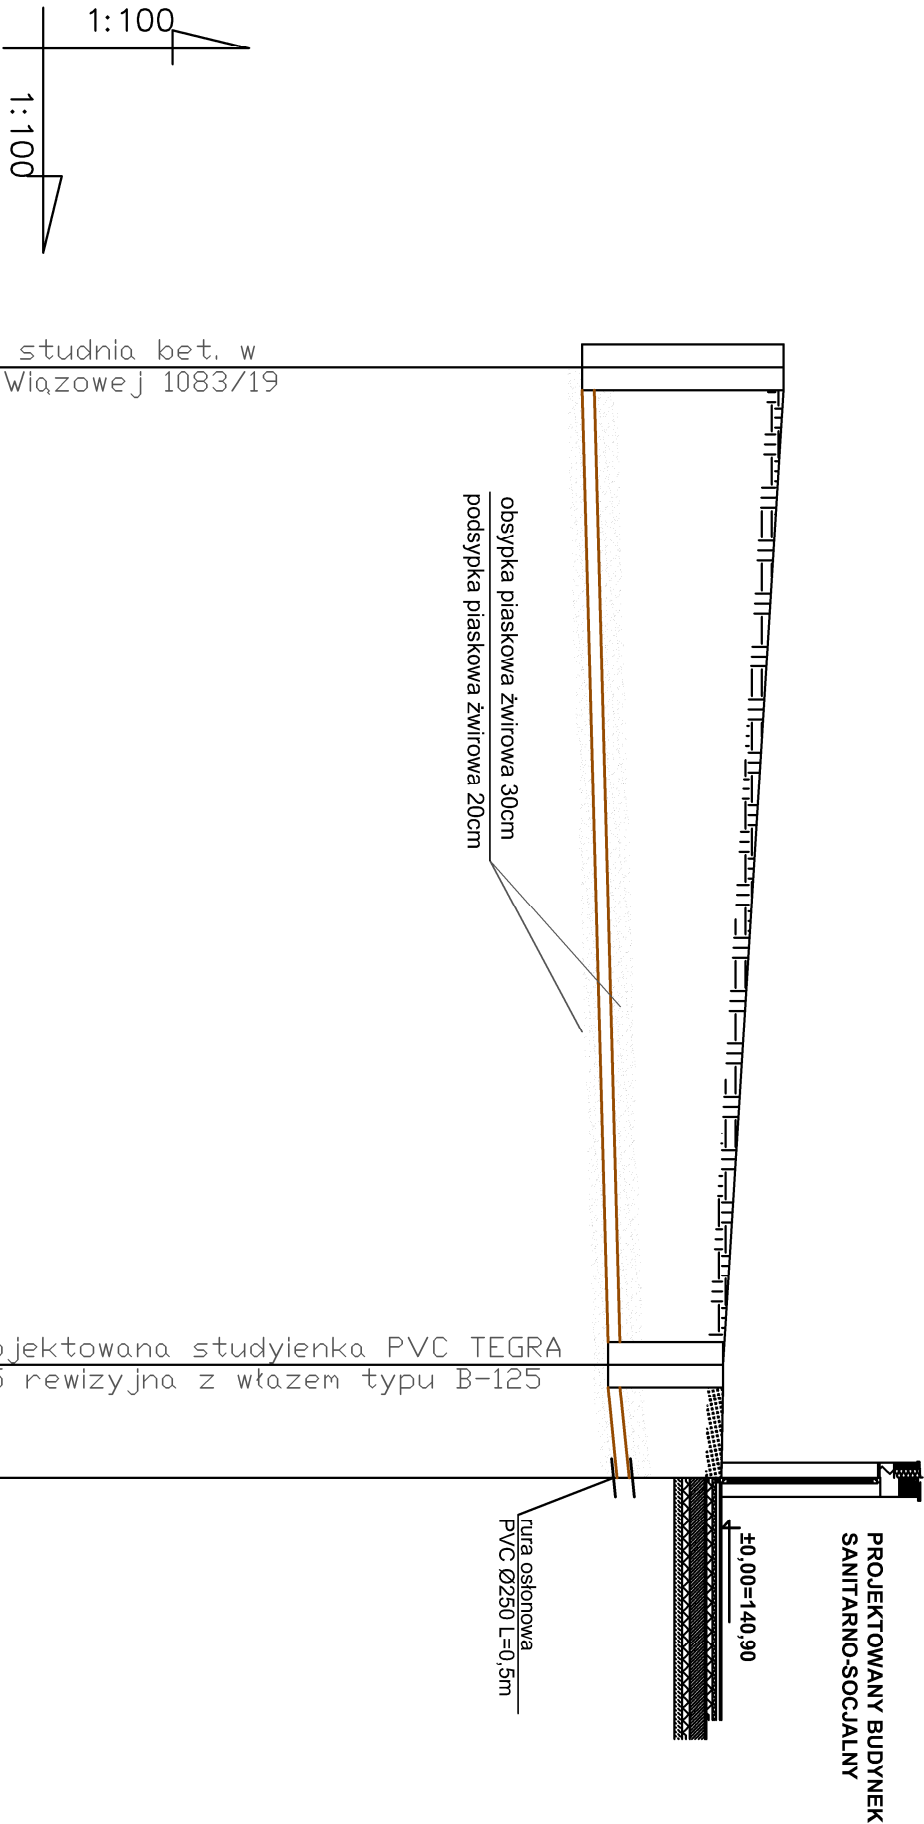 1:100
1:100
studnia bet. w
Wiązowej 1083/19
obsypka piaskowa żwirowa 30cm
podsypka piaskowa żwirowa 20cm
ojektowana studyienka PVC TEGRA
rewizyjna z włazem typu B-125
rura osłonowa
PVC Ø250 L=0,5m
±0,00=140,90
PROJEKTOWANY BUDYNEK
SANITARNO-SOCJALNY